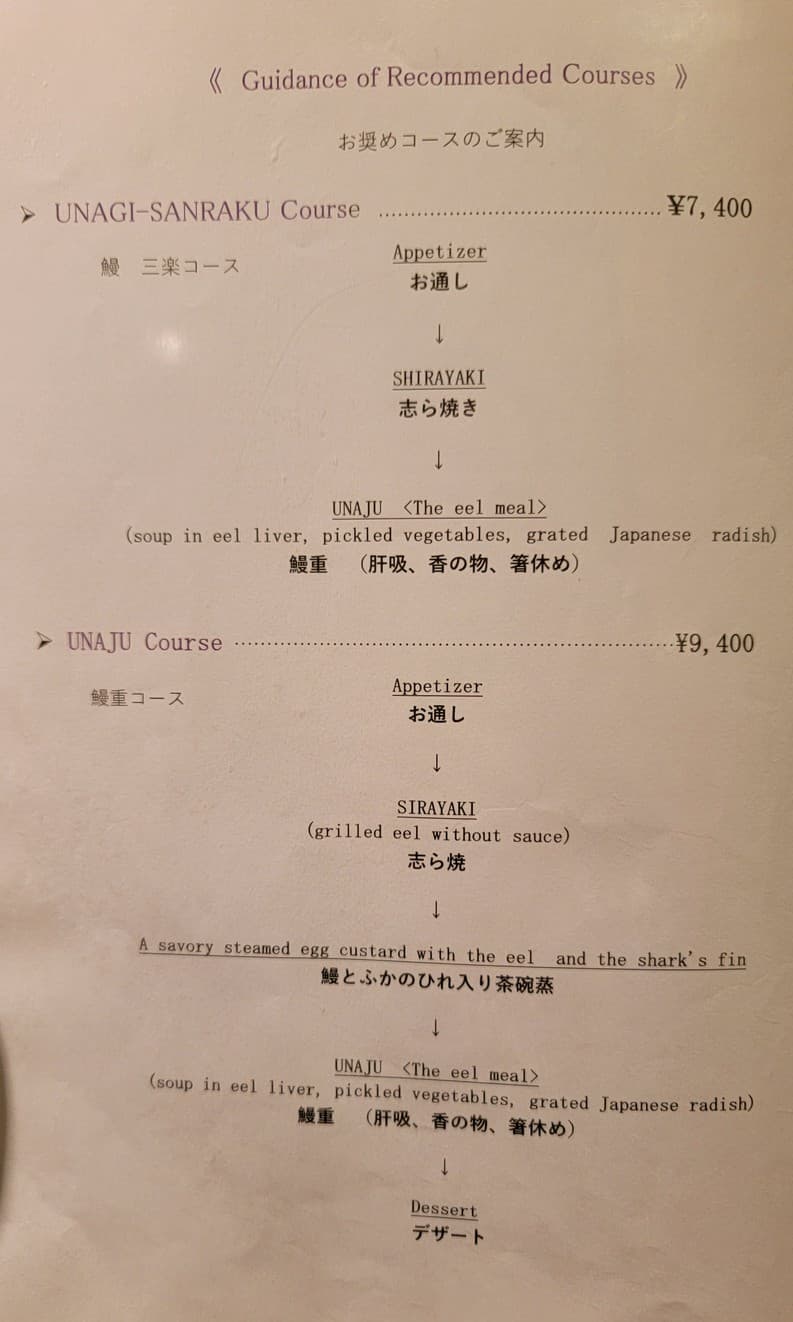 《 Guidance of Recommended Courses 》
お奨めコースのご案内
➢ UNAGI-SANRAKU Course ................................................ ¥7,400
鰻 三楽コース
Appetizer
お通し
↓
SHIRAYAKI
志ら焼き
↓
UNAJU <The eel meal>
(soup in eel liver, pickled vegetables, grated Japanese radish)
鰻重 (肝吸、香の物、箸休め)
➢ UNAJU Course ................................................ ¥9,400
鰻重コース
Appetizer
お通し
↓
SIRAYAKI
(grilled eel without sauce)
志ら焼
↓
A savory steamed egg custard with the eel and the shark's fin
鰻とふかのひれ入り茶碗蒸
↓
UNAJU <The eel meal>
(soup in eel liver, pickled vegetables, grated Japanese radish)
鰻重 (肝吸、香の物、箸休め)
↓
Dessert
デザート